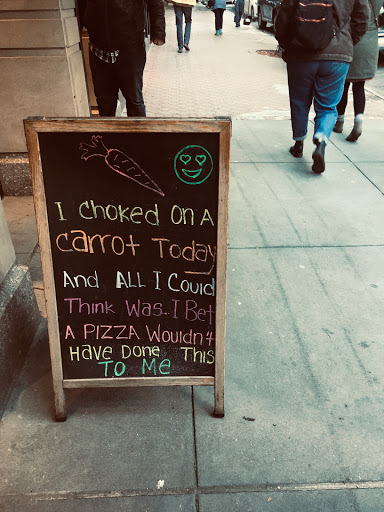 I Choked On A
Carrot Today
And ALL I Could
Think Was.. I Bet
A PIZZA Wouldn't
Have Done This
TO Me